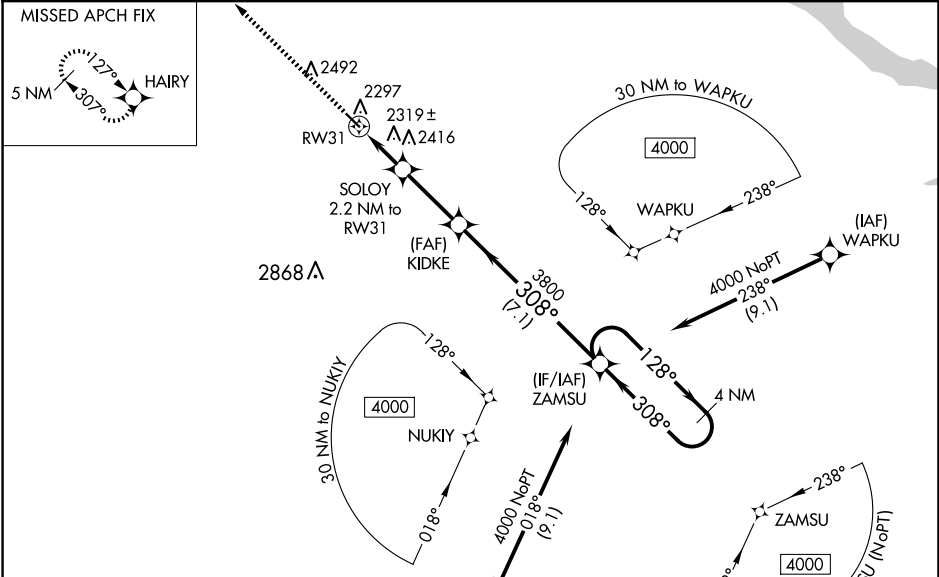 MISSED APCH FIX
127°
HAIRY
5 NM
307°
2492
2297
2319 ±
2416
RW31
SOLOY
2.2 NM to
RW31
(FAF)
KIDKE
2868
30 NM to WAPKU
4000
128°
238°
WAPKU
(IAF)
WAPKU
4000 NoPT
238°
(9.1)
3800
308°
(7.1)
(IF/IAF)
ZAMSU
128°
308°
4 NM
30 NM to NUKIY
128°
4000
NUKIY
018°
4000 NoPT
018°
(9.1)
238°
ZAMSU
4000
(NoPT)